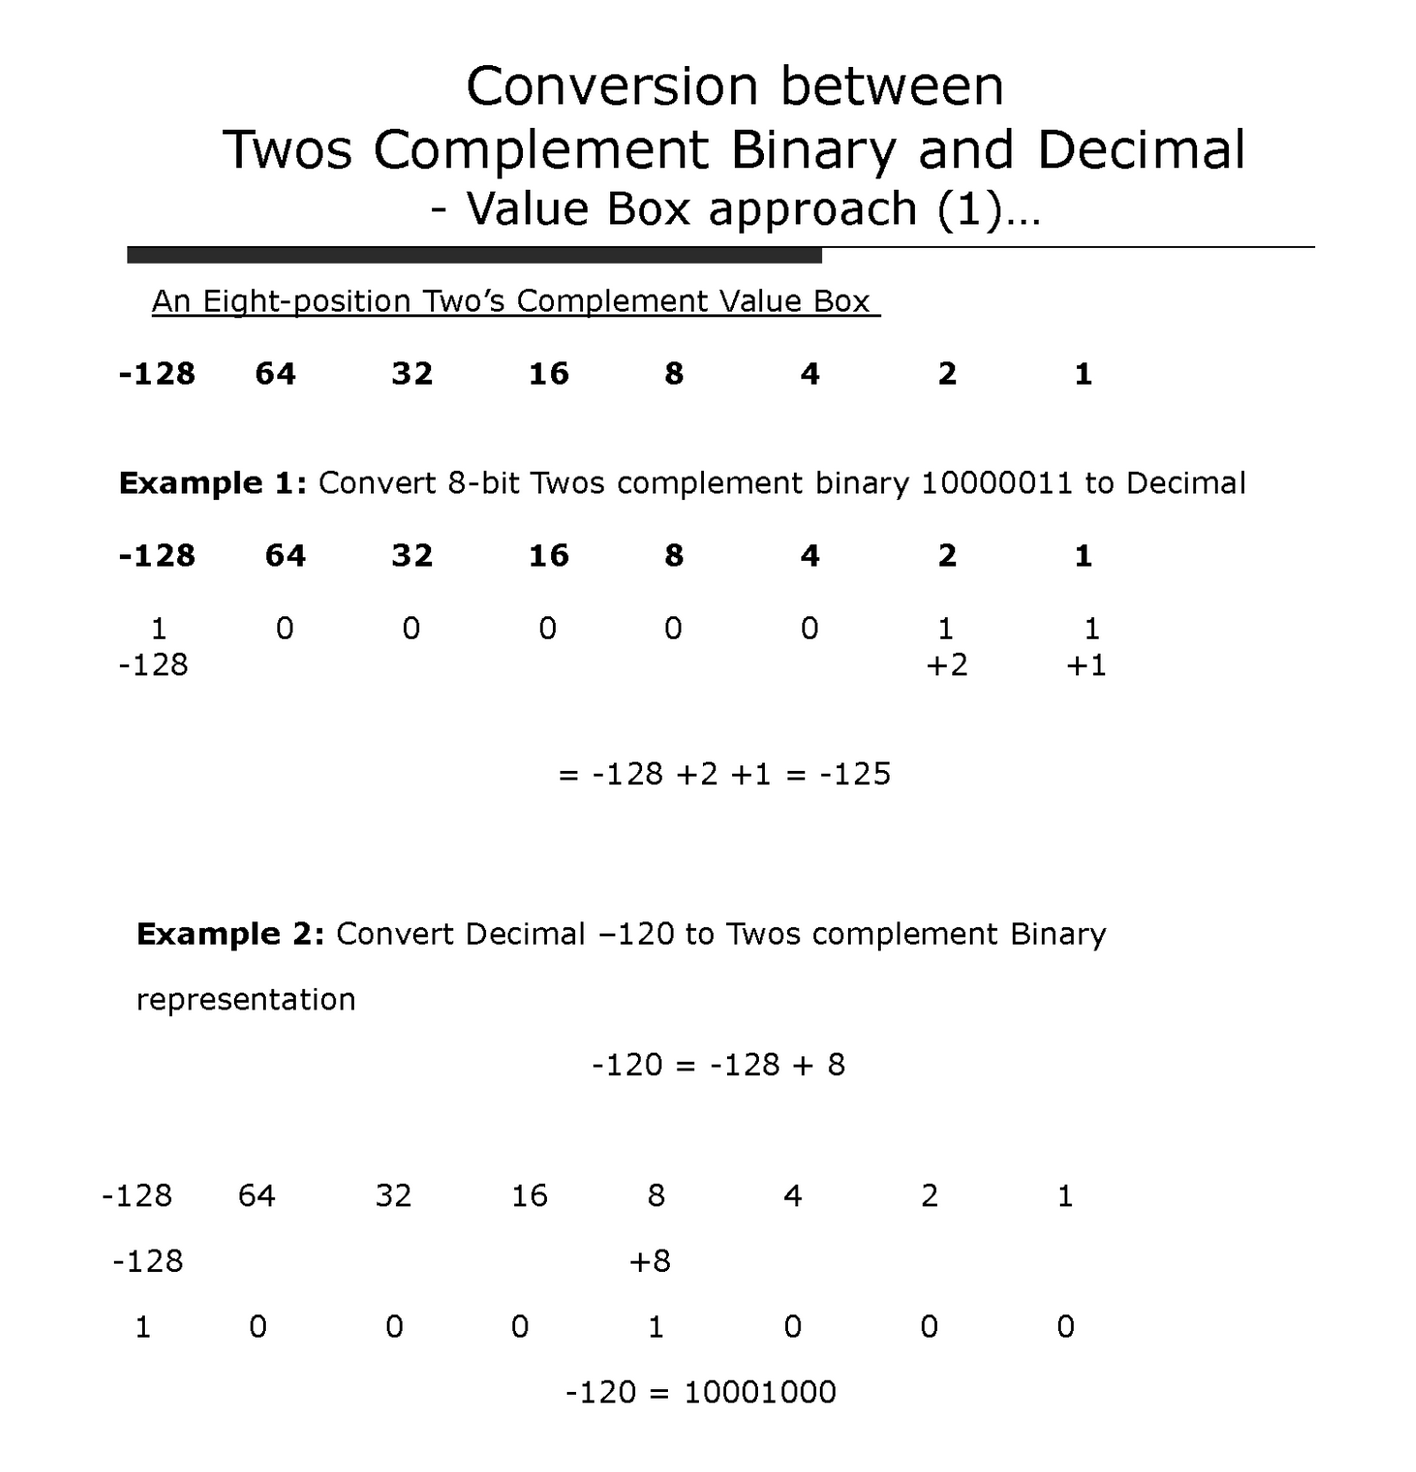 Conversion between
Twos Complement Binary and Decimal
- Value Box approach (1)…
An Eight-position Two’s Complement Value Box
-128 64 32 16 8 4 2 1
Example 1: Convert 8-bit Twos complement binary 10000011 to Decimal
-128 64 32 16 8 4 2 1
1 0 0 0 0 0 1 1
-128 +2 +1
= -128 +2 +1 = -125
Example 2: Convert Decimal –120 to Twos complement Binary
representation
-120 = -128 + 8
-128 64 32 16 8 4 2 1
-128 +8
1 0 0 0 1 0 0 0
-120 = 10001000